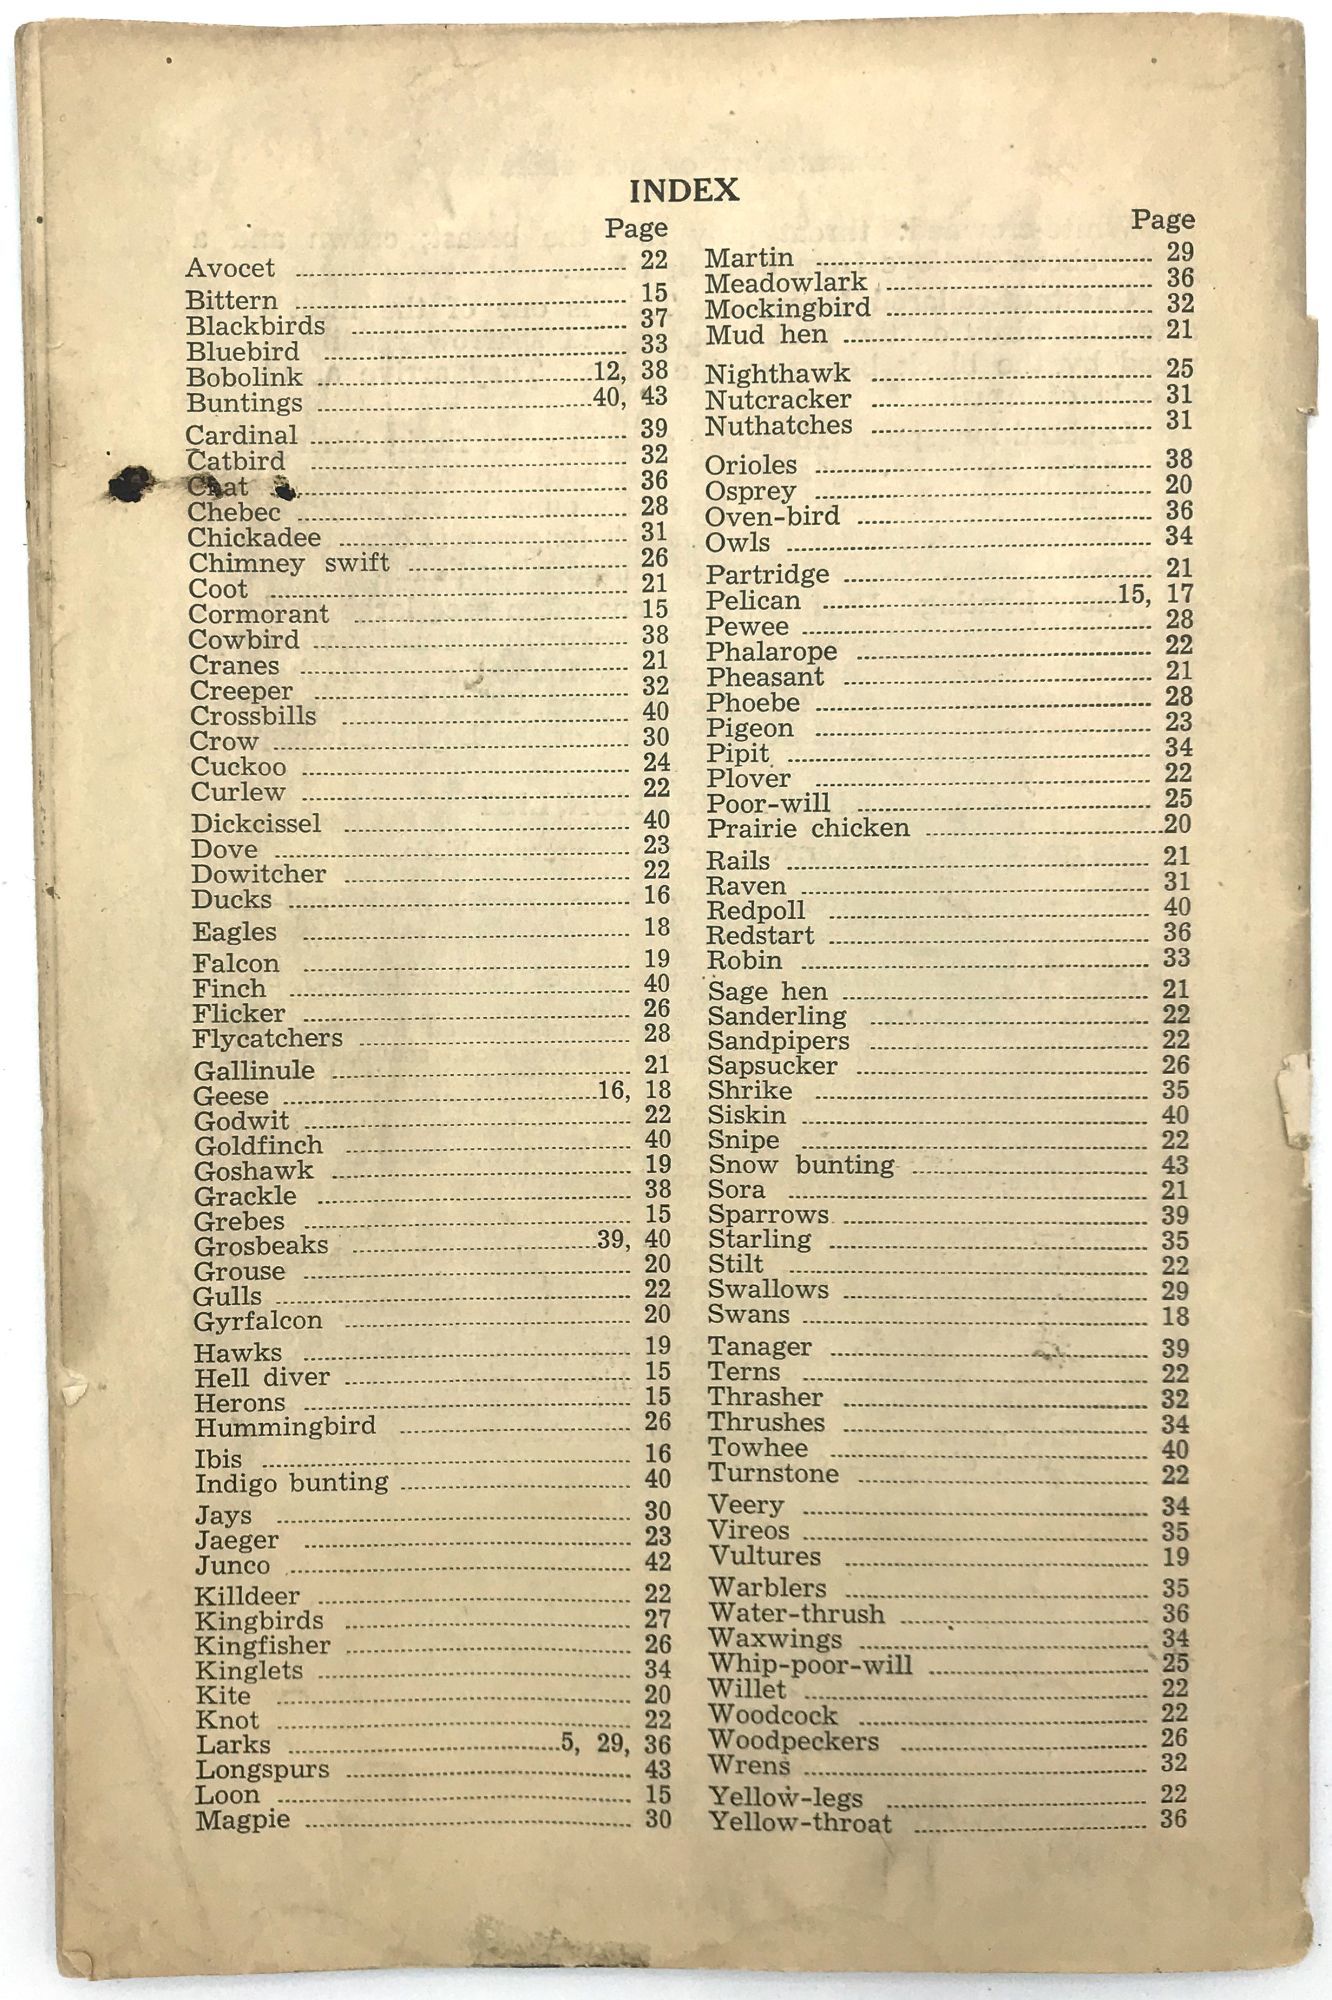 INDEX
Page
Avocet 22
Bittern 15
Blackbirds 37
Bluebird 33
Bobolink 12, 38
Buntings 40, 43
Cardinal 39
Catbird 32
Chat 36
Chebec 28
Chickadee 31
Chimney swift 26
Coot 21
Cormorant 15
Cowbird 38
Cranes 21
Creeper 32
Crossbills 40
Crow 30
Cuckoo 24
Curlew 22
Dickcissel 40
Dove 23
Dowitcher 22
Ducks 16
Eagles 18
Falcon 19
Finch 40
Flicker 26
Flycatchers 28
Gallinule 21
Geese 16, 18
Godwit 22
Goldfinch 40
Goshawk 19
Grackle 38
Grebes 15
Grosbeaks 39, 40
Grouse 20
Gulls 22
Gyrfalcon 20
Hawks 19
Hell diver 15
Herons 15
Hummingbird 26
Ibis 16
Indigo bunting 40
Jays 30
Jaeger 23
Junco 42
Killdeer 22
Kingbirds 27
Kingfisher 26
Kinglets 34
Kite 20
Knot 22
Larks 5, 29, 36
Longspurs 43
Loon 15
Magpie 30
Page
Martin 29
Meadowlark 36
Mockingbird 32
Mud hen 21
Nighthawk 25
Nutcracker 31
Nuthatches 31
Orioles 38
Osprey 20
Oven-bird 36
Owls 34
Partridge 21
Pelican 15, 17
Pewee 28
Phalarope 22
Pheasant 21
Phoebe 28
Pigeon 23
Pipit 34
Plover 22
Poor-will 25
Prairie chicken 20
Rails 21
Raven 31
Redpoll 40
Redstart 36
Robin 33
Sage hen 21
Sanderling 22
Sandpipers 22
Sapsucker 26
Shrike 35
Siskin 40
Snipe 22
Snow bunting 43
Sora 21
Sparrows 39
Starling 35
Stilt 22
Swallows 29
Swans 18
Tanager 39
Terns 22
Thrasher 32
Thrushes 34
Towhee 40
Turnstone 22
Veery 34
Vireos 35
Vultures 19
Warblers 35
Water-thrush 36
Waxwings 34
Whip-poor-will 25
Willet 22
Woodcock 22
Woodpeckers 26
Wrens 32
Yellow-legs 22
Yellow-throat 36